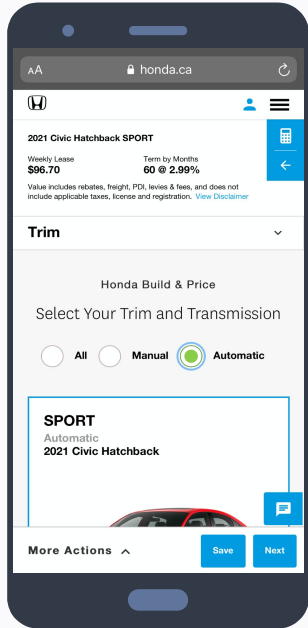 AA honda.ca
2021 Civic Hatchback SPORT
Weekly Lease Term by Months
$96.70 60 @ 2.99%
Value includes rebates, freight, PDI, levies & fees, and does not
include applicable taxes, license and registration. View Disclaimer
Trim
Honda Build & Price
Select Your Trim and Transmission
All Manual Automatic
SPORT
Automatic
2021 Civic Hatchback
More Actions Save Next